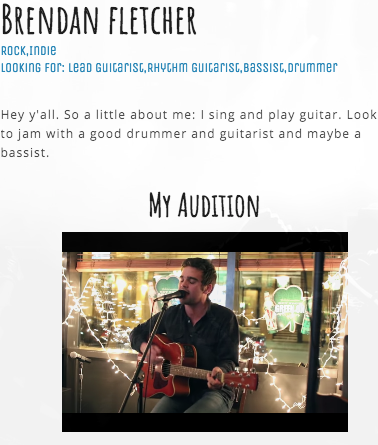 Brendan fletcher
Rock,Indie
Looking for: Lead Guitarist,Rhythm Guitarist,Bassist,Drummer
Hey y'all. So a little about me: I sing and play guitar. Look
to jam with a good drummer and guitarist and maybe a
bassist.
My Audition